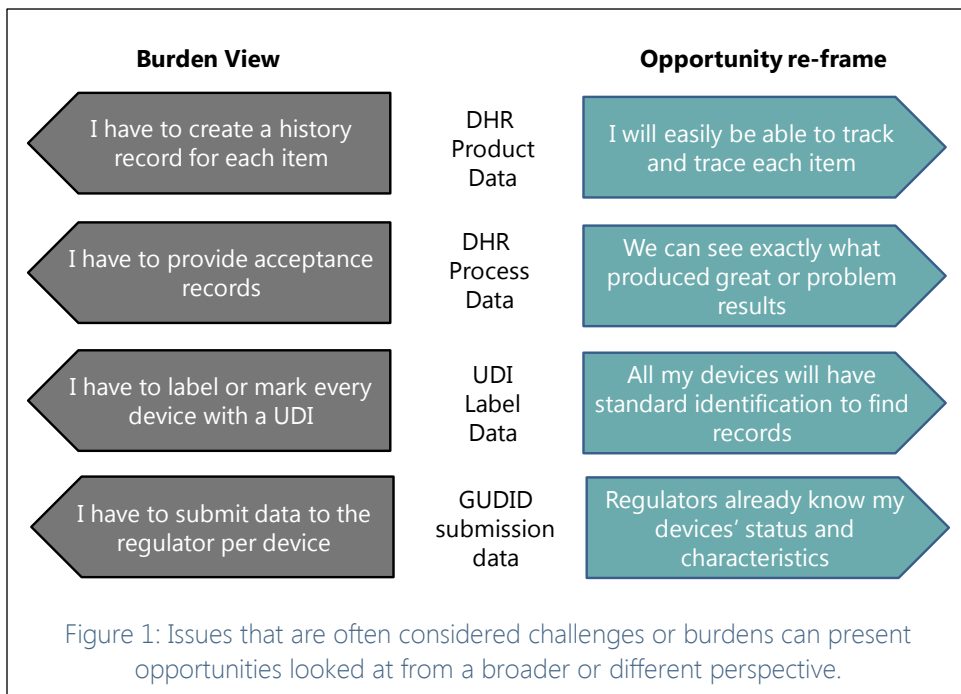 Burden View
Opportunity re-frame
I have to create a history
record for each item
DHR
Product
Data
I will easily be able to track
and trace each item
I have to provide acceptance
records
DHR
Process
Data
We can see exactly what
produced great or problem
results
I have to label or mark every
device with a UDI
UDI
Label
Data
All my devices will have
standard identification to find
records
I have to submit data to the
regulator per device
GUDID
submission
data
Regulators already know my
devices’ status and
characteristics
Figure 1: Issues that are often considered challenges or burdens can present
opportunities looked at from a broader or different perspective.